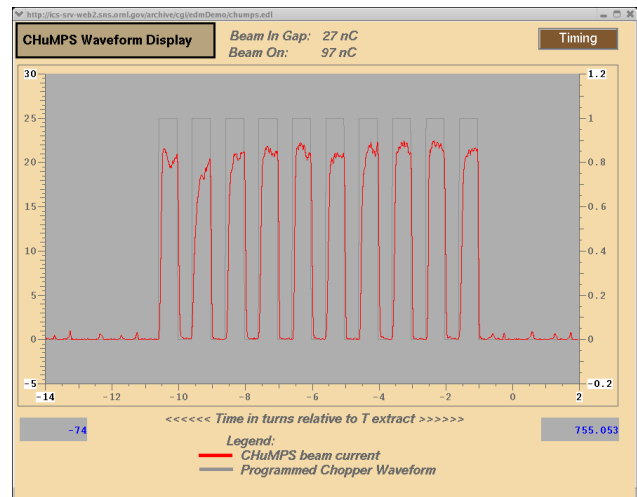 http://ics-srv-web2.sns.ornl.gov/archive/cgi/edmDemo/chumps.edl
CHuMPS Waveform Display
Beam In Gap: 27 nC
Beam On: 97 nC
Timing
30
25
20
15
10
5
0
-5
1.2
1
0.8
0.6
0.4
0.2
0
-0.2
-14 -12 -10 -8 -6 -4 -2 0 2
-74
<<<<<< Time in turns relative to T extract >>>>>>
755.053
Legend:
CHuMPS beam current
Programmed Chopper Waveform